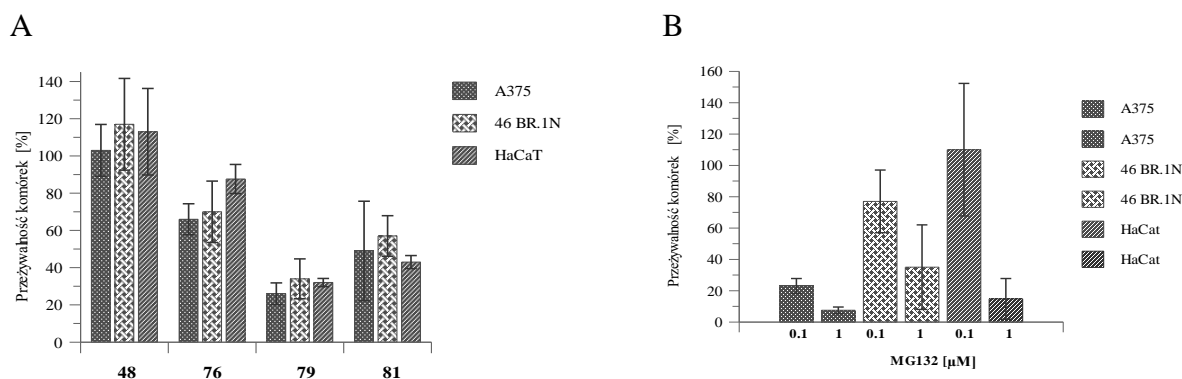 A
Przeżywalność komórek [%]
140
120
100
80
60
40
20
0
48 76 79 81
A375
46 BR.1N
HaCaT
B
Przeżywalność komórek [%]
160
140
120
100
80
60
40
20
0
0.1 1 0.1 1 0.1 1
MG132 [µM]
A375
A375
46 BR.1N
46 BR.1N
HaCat
HaCat